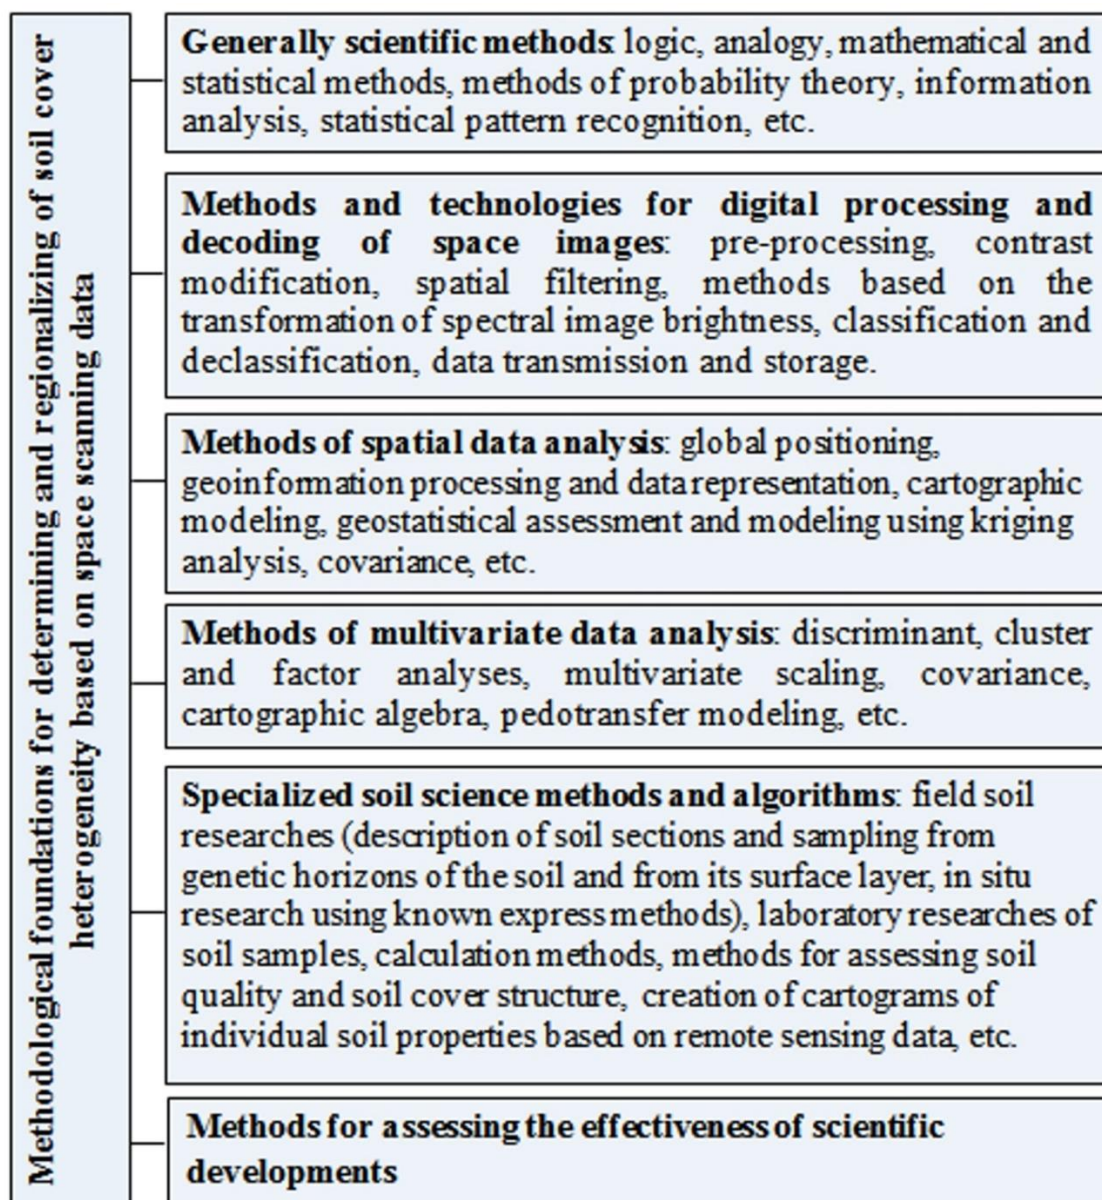 Methodological foundations for determining and regionalizing of soil cover
heterogeneity based on space scanning data
Generally scientific methods: logic, analogy, mathematical and
statistical methods, methods of probability theory, information
analysis, statistical pattern recognition, etc.
Methods and technologies for digital processing and
decoding of space images: pre-processing, contrast
modification, spatial filtering, methods based on the
transformation of spectral image brightness, classification and
declassification, data transmission and storage.
Methods of spatial data analysis: global positioning,
geoinformation processing and data representation, cartographic
modeling, geostatistical assessment and modeling using kriging
analysis, covariance, etc.
Methods of multivariate data analysis: discriminant, cluster
and factor analyses, multivariate scaling, covariance,
cartographic algebra, pedotransfer modeling, etc.
Specialized soil science methods and algorithms: field soil
researches (description of soil sections and sampling from
genetic horizons of the soil and from its surface layer, in situ
research using known express methods), laboratory researches of
soil samples, calculation methods, methods for assessing soil
quality and soil cover structure, creation of cartograms of
individual soil properties based on remote sensing data, etc.
Methods for assessing the effectiveness of scientific
developments